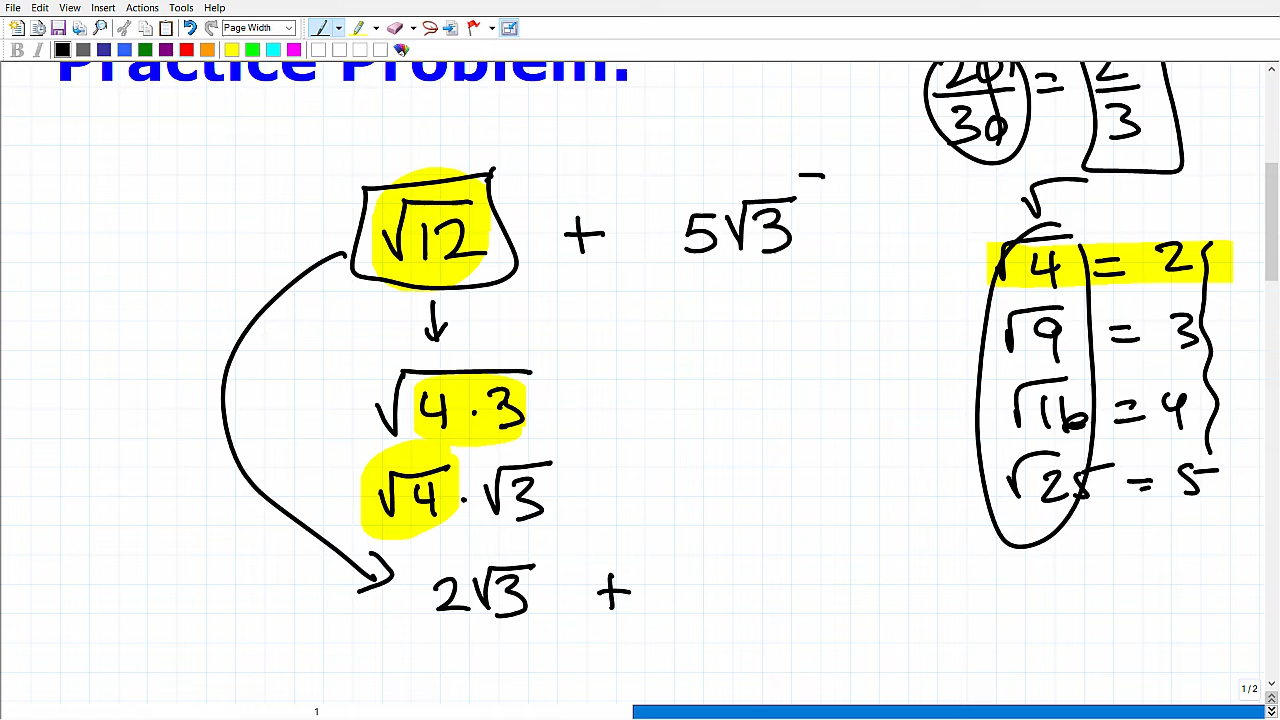 File Edit View Insert Actions Tools Help
Page Width
B I
Practice Problem:
20/30 = 2/3
√
√12 + 5√3
√4 = 2
√9 = 3
√16 = 4
√25 = 5
√4·3
√4 · √3
2√3 +
1/2
1